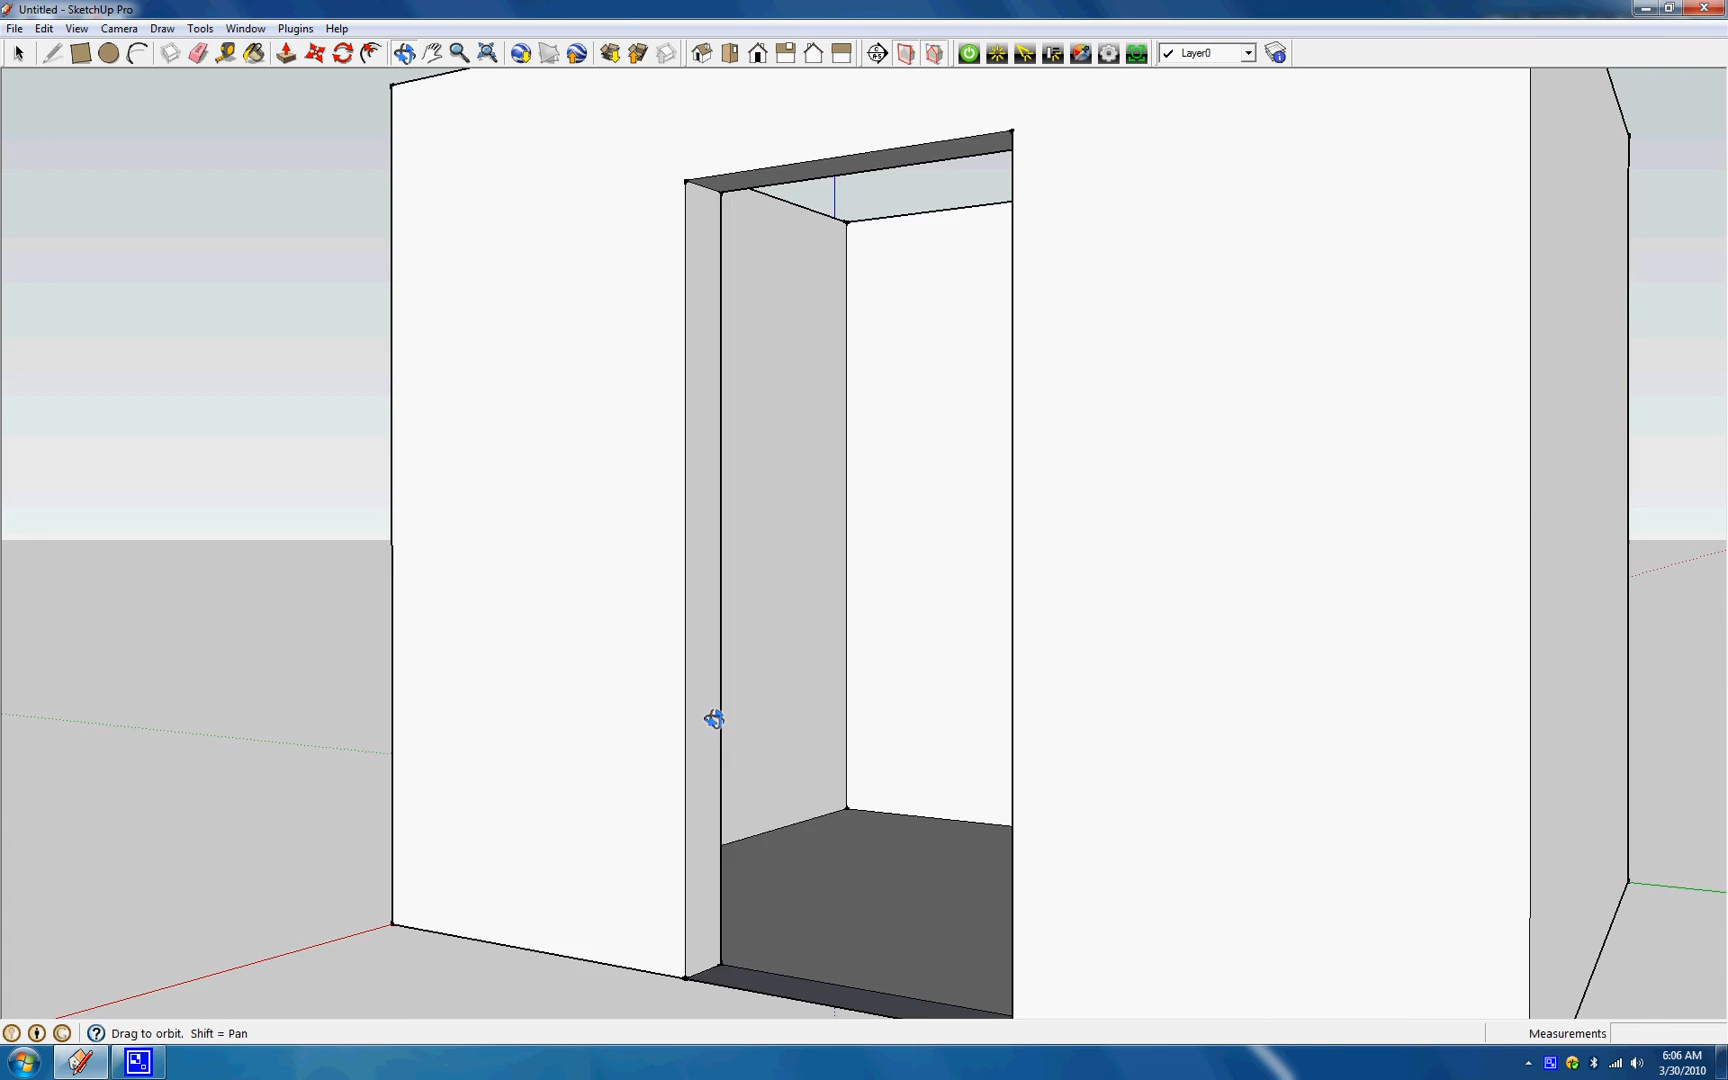 Untitled - SketchUp Pro
File Edit View Camera Draw Tools Window Plugins Help
Layer0
Drag to orbit. Shift = Pan
Measurements
6:06 AM
3/30/2010